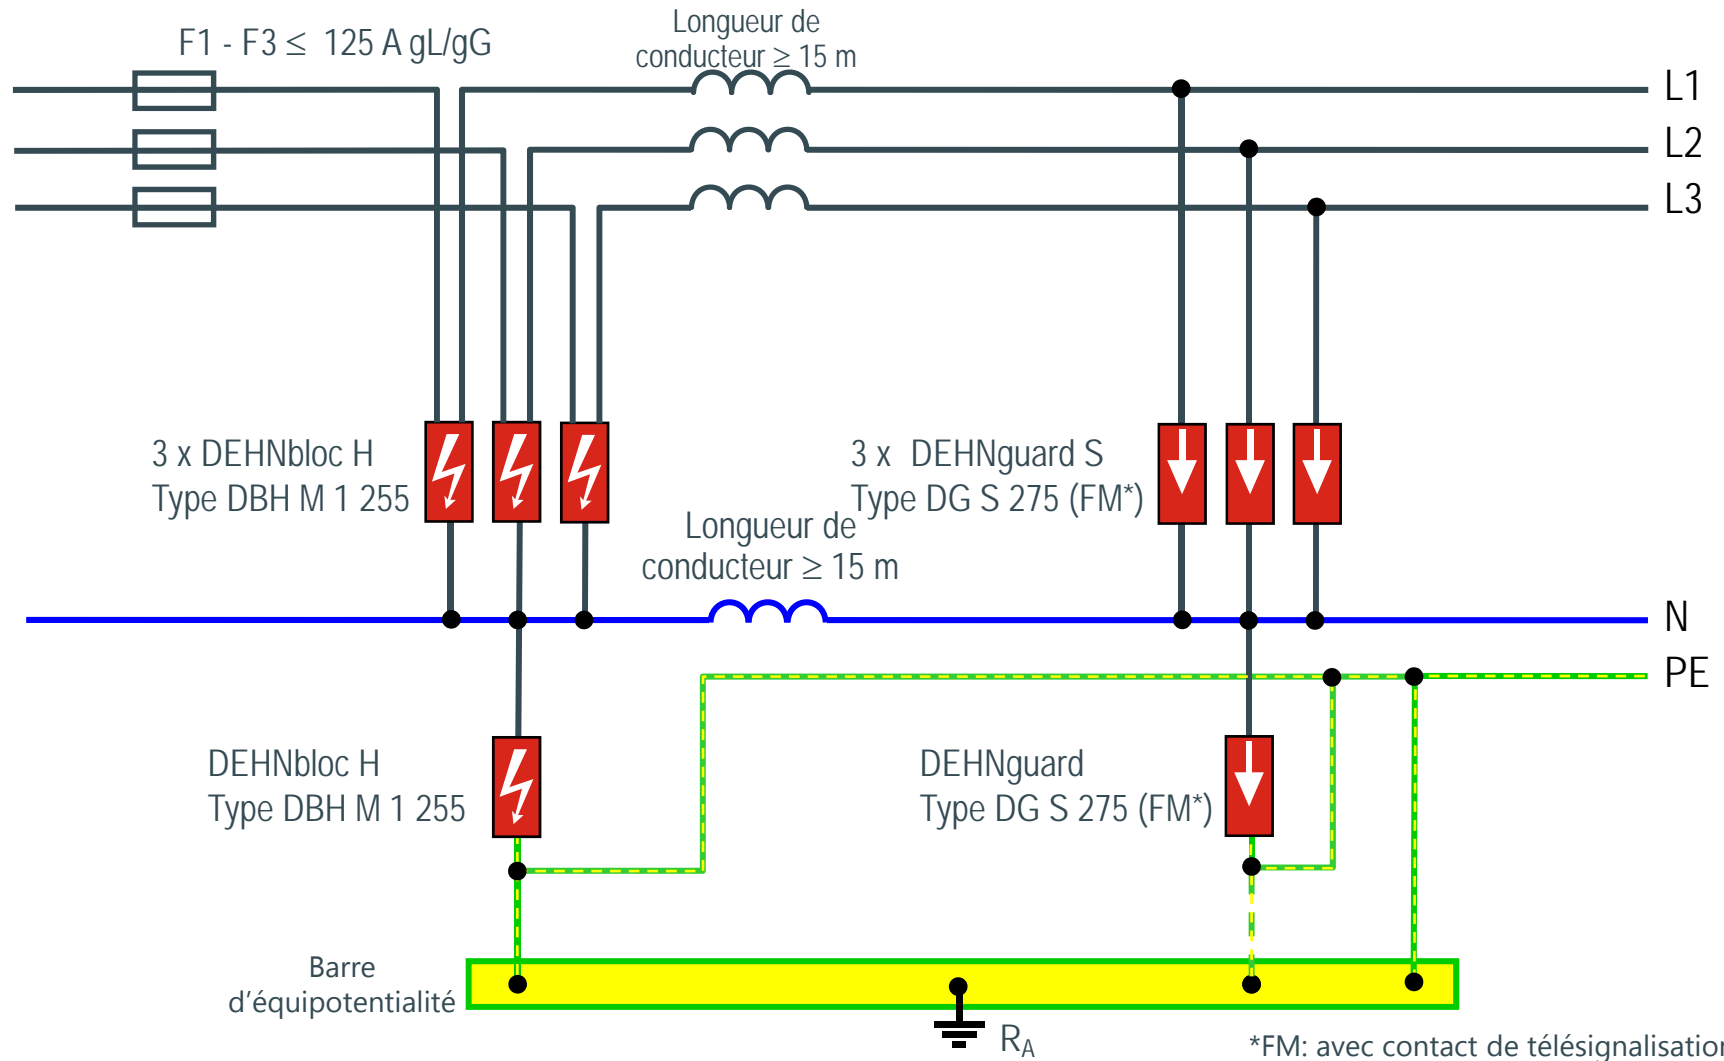 F1 - F3 ≤ 125 A gL/gG
Longueur de
conducteur ≥ 15 m
L1
L2
L3
3 x DEHNbloc H
Type DBH M 1 255
3 x DEHNguard S
Type DG S 275 (FM*)
Longueur de
conducteur ≥ 15 m
N
PE
DEHNbloc H
Type DBH M 1 255
DEHNguard
Type DG S 275 (FM*)
Barre
d'équipotentialité
RA
*FM: avec contact de télésignalisation